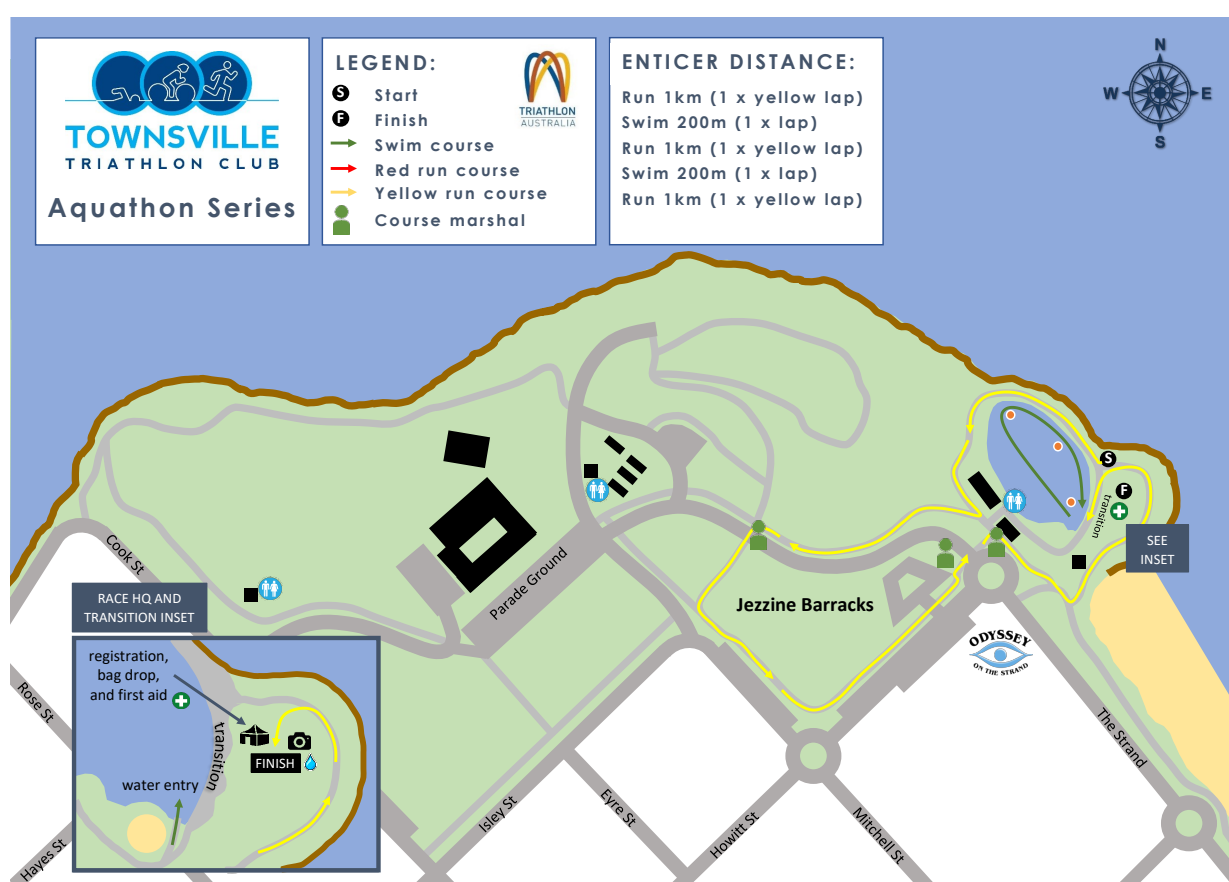 TOWNSVILLE
TRIATHLON CLUB
Aquathon Series
LEGEND:
S Start
F Finish
Swim course
Red run course
Yellow run course
Course marshal
TRIATHLON
AUSTRALIA
ENTICER DISTANCE:
Run 1km (1 x yellow lap)
Swim 200m (1 x lap)
Run 1km (1 x yellow lap)
Swim 200m (1 x lap)
Run 1km (1 x yellow lap)
N
W E
S
S
F
transition
SEE
INSET
Cook St
Parade Ground
Jezzine Barracks
ODYSSEY
ON THE STRAND
RACE HQ AND
TRANSITION INSET
registration,
bag drop,
and first aid
transition
FINISH
water entry
Rose St
Hayes St
Isley St
Eyre St
Howitt St
Mitchell St
The Strand